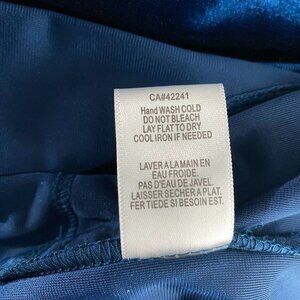 CA#42241
Hand WASH COLD
DO NOT BLEACH
LAY FLAT TO DRY
COOL IRON IF NEEDED
LAVER A LA MAIN EN
EAU FROIDE.
PAS D'EAU DE JAVEL.
LAISSER SECHER A PLAT.
FER TIEDE SI BESOIN EST.